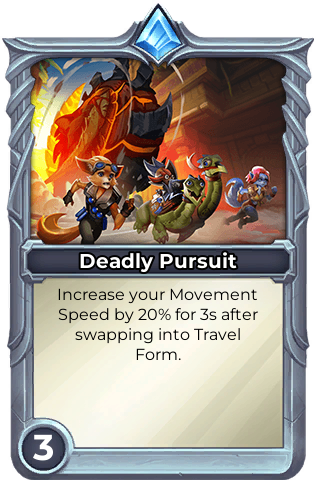 Deadly Pursuit
Increase your Movement
Speed by 20% for 3s after
swapping into Travel
Form.
3